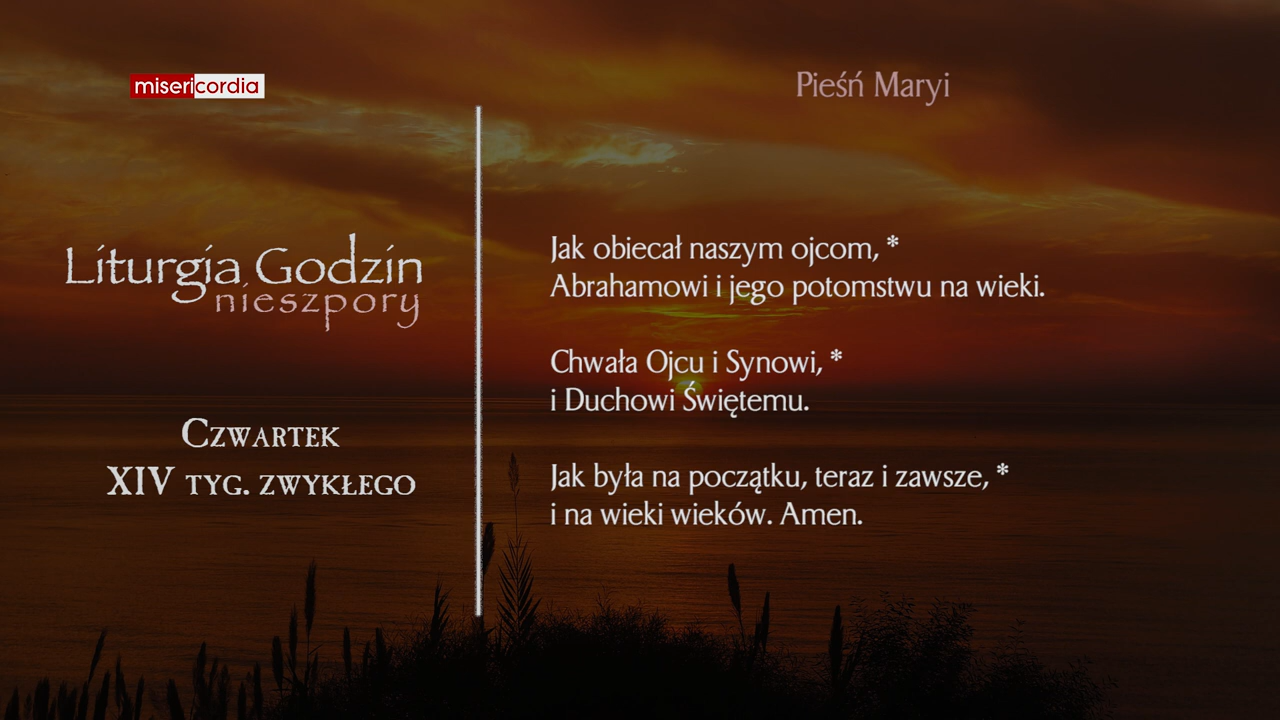 misericordia
Liturgia Godzin
nieszpory
Czwartek
XIV tyg. zwykłego
Pieśń Maryi
Jak obiecał naszym ojcom, *
Abrahamowi i jego potomstwu na wieki.
Chwała Ojcu i Synowi, *
i Duchowi Świętemu.
Jak była na początku, teraz i zawsze, *
i na wieki wieków. Amen.